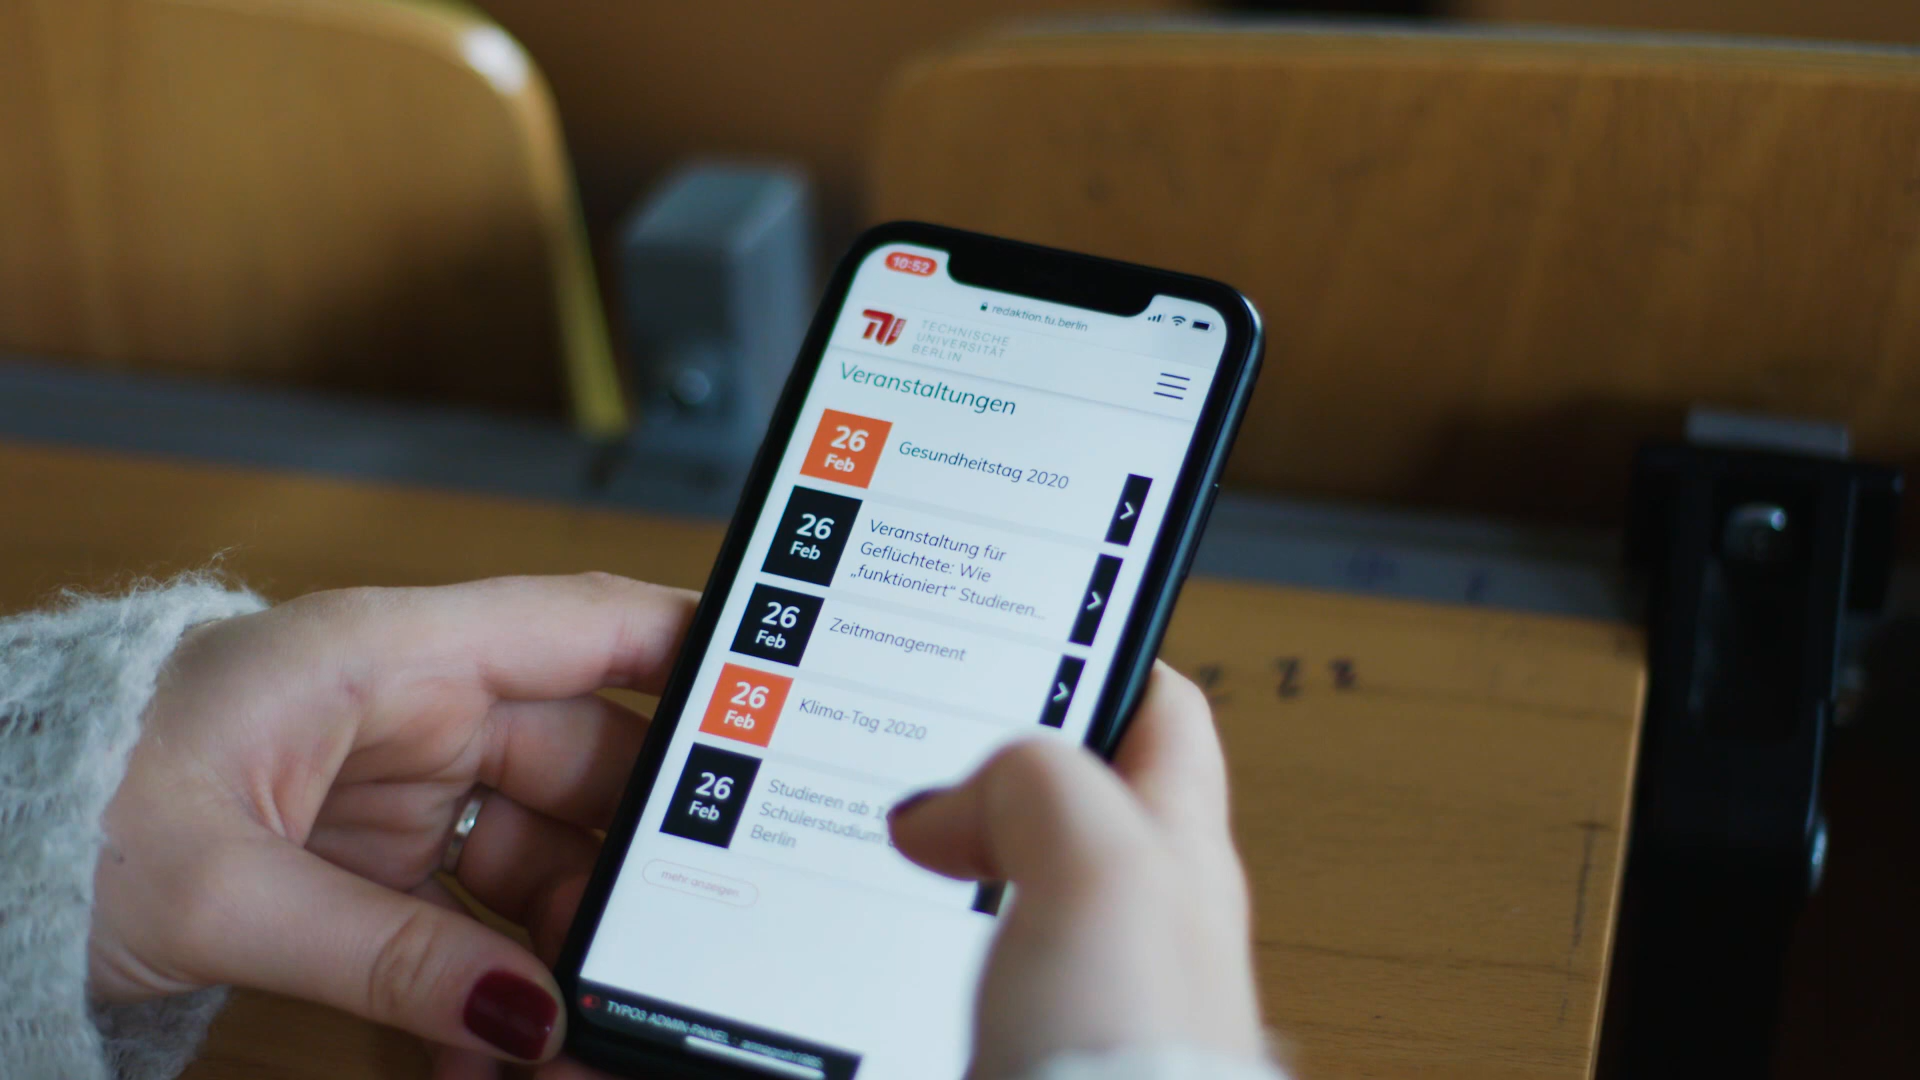 10:52
redaktion.tu.berlin
TECHNISCHE
UNIVERSITÄT
BERLIN
Veranstaltungen
26
Feb
Gesundheitstag 2020
26
Feb
Veranstaltung für
Geflüchtete: Wie
„funktioniert“ Studieren...
26
Feb
Zeitmanagement
26
Feb
Klima-Tag 2020
26
Feb
Studieren ab
Schülerstudium
Berlin
mehr anzeigen
TYPO3 ADMIN-PANEL